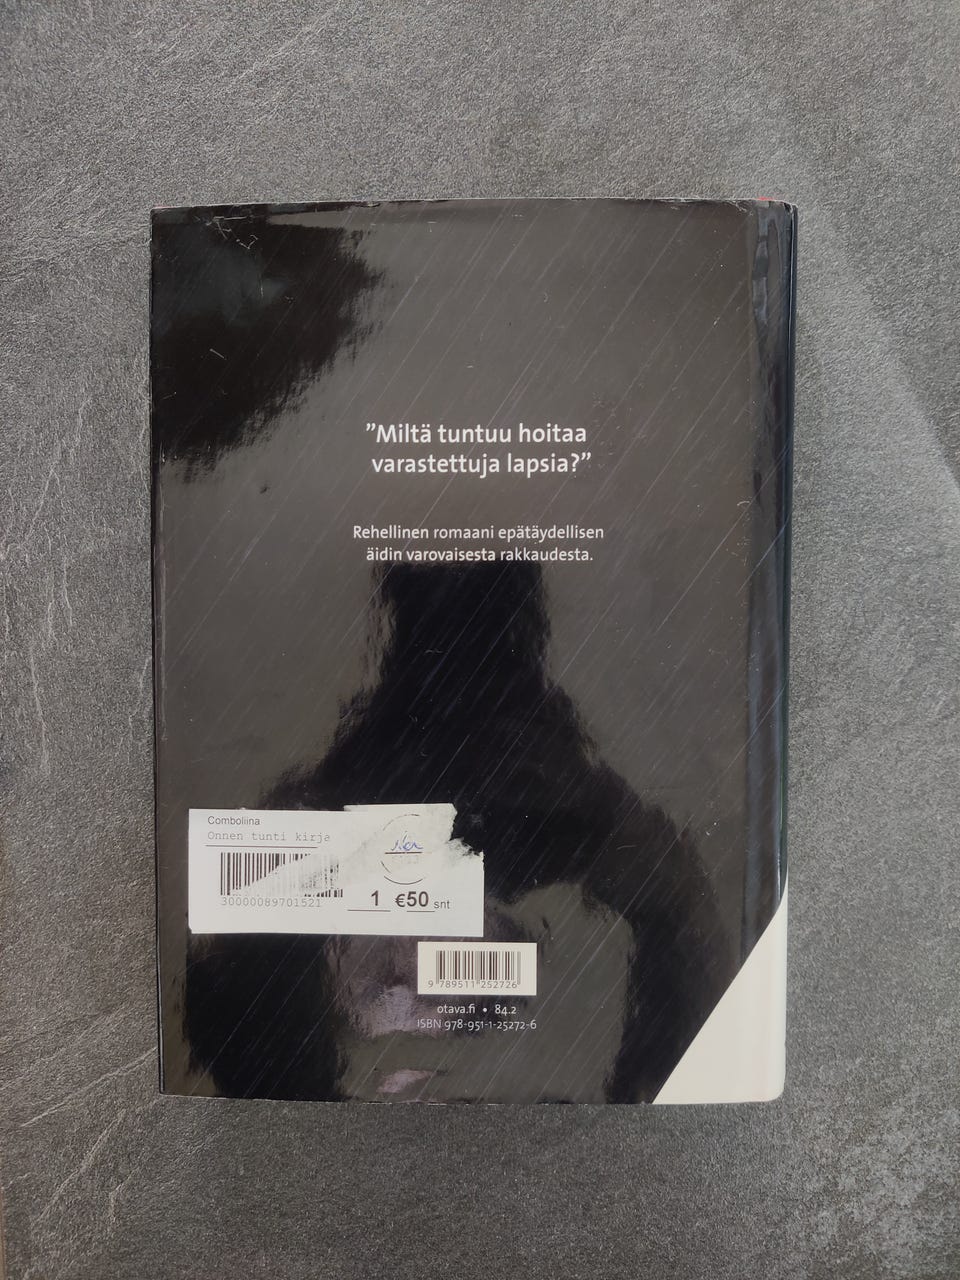 ”Miltä tuntuu hoitaa
varastettuja lapsia?”
Rehellinen romaani epätäydellisen
äidin varovaisesta rakkaudesta.
Comboliina
Onnen tunti kirja
30000089701521
1 €50 snt
9 789511 252726
otava.fi • 84.2
ISBN 978-951-1-25272-6